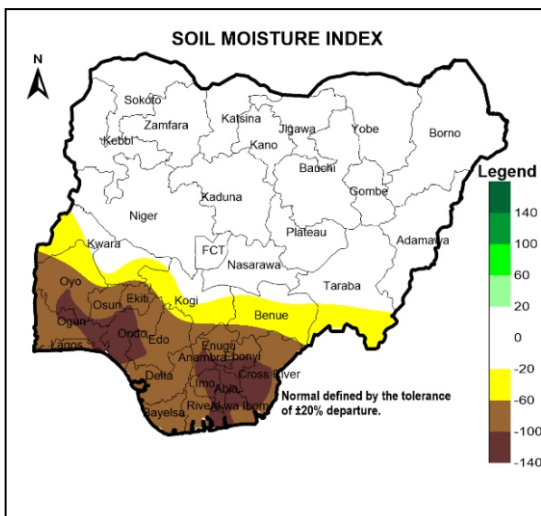 SOIL MOISTURE INDEX
N
Sokoto
Zamfara
Katsina
Jigawa
Yobe
Borno
Kebbi
Kano
Bauchi
Gombe
Kaduna
Niger
Plateau
Adamawa
Kwara
FCT
Nasarawa
Taraba
Oyo
Kogi
Benue
Osun
Ekiti
Ogun
Ondo
Edo
Lagos
Enugu
Anambra
Ebonyi
Delta
Imo
Abia
Cross River
Bayelsa
Rivers
Akwa Ibom
Legend
140
100
60
20
0
-20
-60
-100
-140
Normal defined by the tolerance
of ±20% departure.